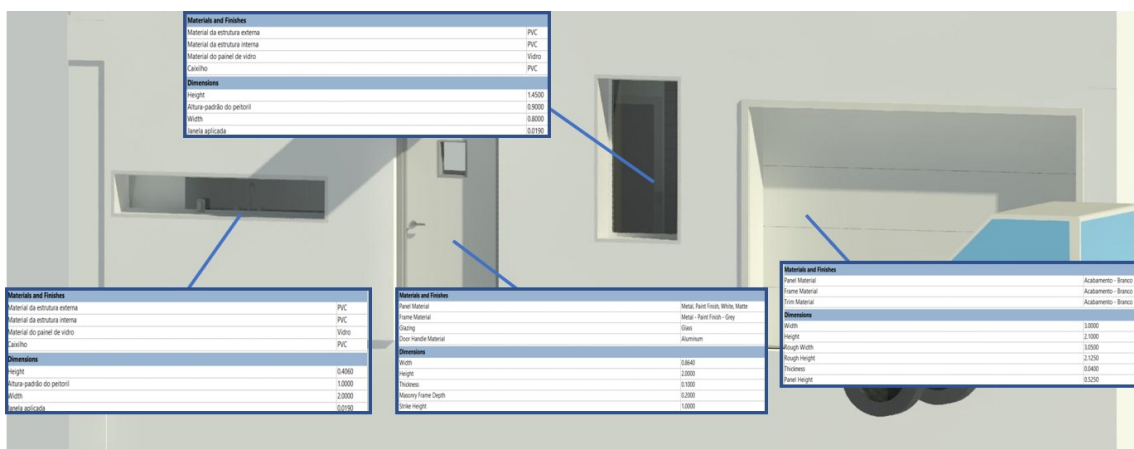 Materials and Finishes
Material da estrutura externa PVC
Material da estrutura interna PVC
Material do painel de vidro Vidro
Caixilho PVC
Dimensions
Height 1.4500
Altura-padrão do peitoril 0.9000
Width 0.8000
Janela aplicada 0.0190
Materials and Finishes
Material da estrutura externa PVC
Material da estrutura interna PVC
Material do painel de vidro Vidro
Caixilho PVC
Dimensions
Height 0.4060
Altura-padrão do peitoril 1.0000
Width 2.0000
Janela aplicada 0.0190
Materials and Finishes
Panel Material Metal, Paint Finish, White, Matte
Frame Material Metal - Paint Finish - Grey
Glazing Glass
Door Handle Material Aluminum
Dimensions
Width 0.8640
Height 2.0000
Thickness 0.1000
Masonry Frame Depth 0.2000
Strike Height 1.0000
Materials and Finishes
Panel Material Acabamento - Branco
Frame Material Acabamento - Branco
Trim Material Acabamento - Branco
Dimensions
Width 3.0000
Height 2.1000
Rough Width 3.0500
Rough Height 2.1250
Thickness 0.0400
Panel Height 0.5250